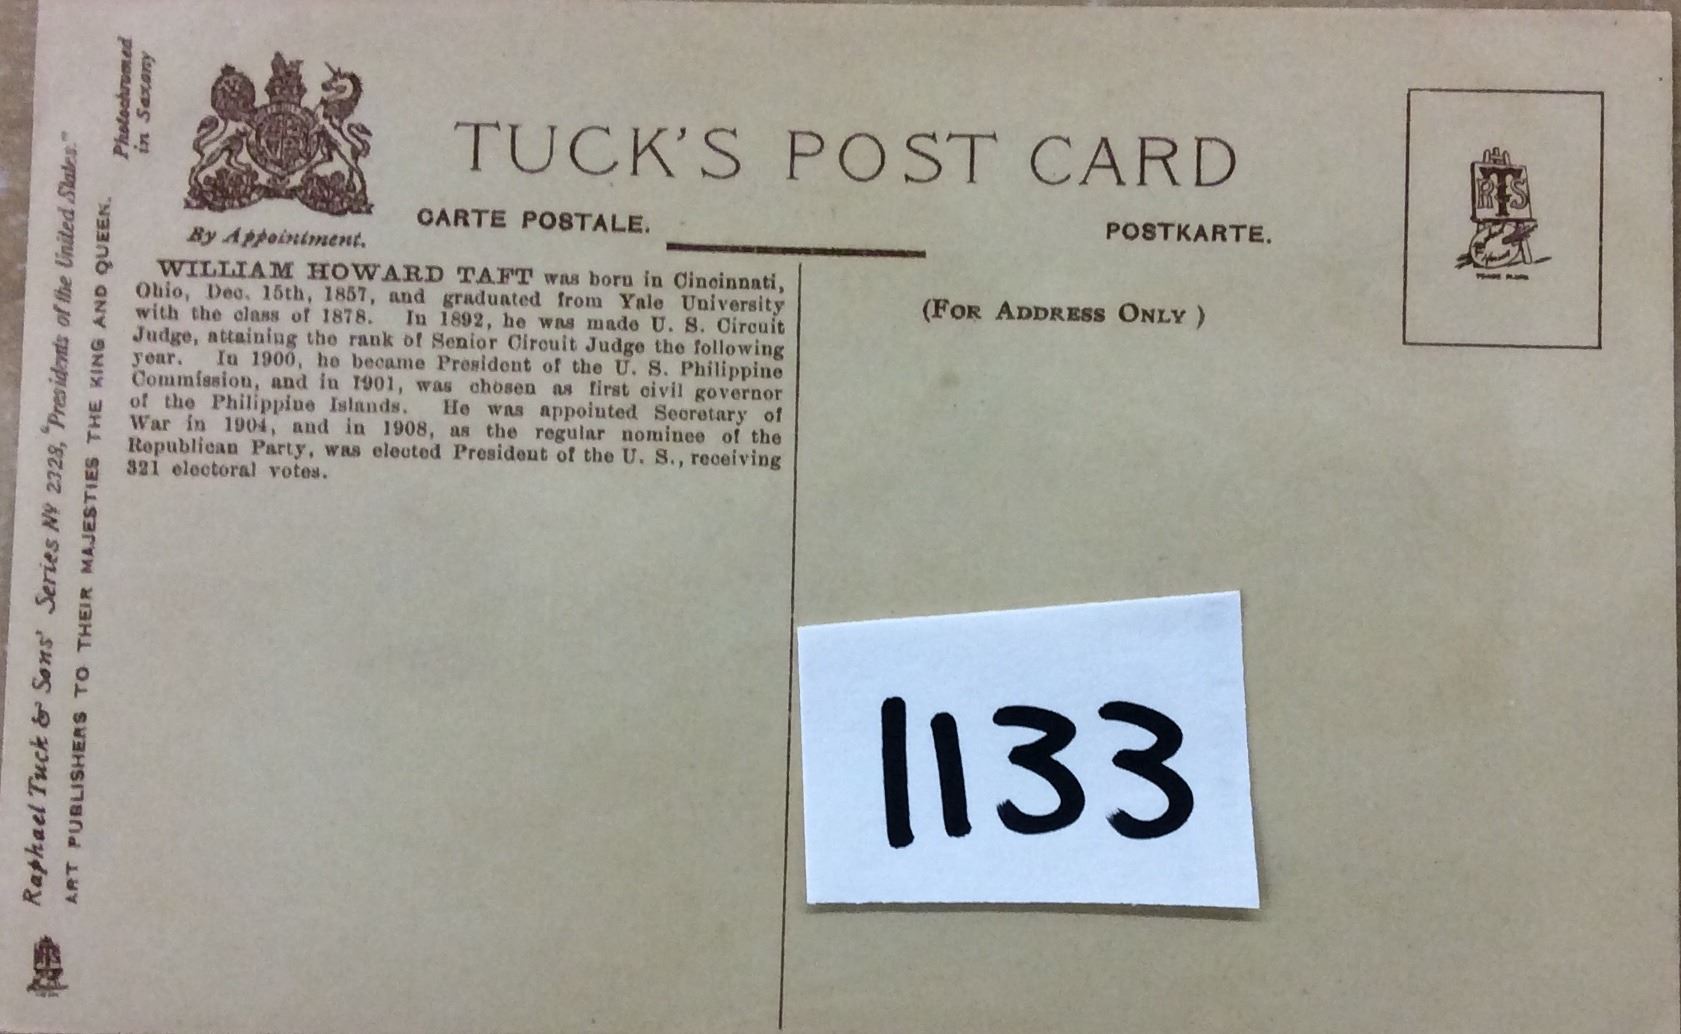 TUCK'S POST CARD
CARTE POSTALE.
POSTKARTE.
By Appointment.
Photochromed
in Saxony
Raphael Tuck & Sons' Series No 2328, "Presidents of the United States."
ART PUBLISHERS TO THEIR MAJESTIES THE KING AND QUEEN.
WILLIAM HOWARD TAFT was born in Cincinnati,
Ohio, Dec. 15th, 1857, and graduated from Yale University
with the class of 1878. In 1892, he was made U. S. Circuit
Judge, attaining the rank of Senior Circuit Judge the following
year. In 1900, he became President of the U. S. Philippine
Commission, and in 1901, was chosen as first civil governor
of the Philippine Islands. He was appointed Secretary of
War in 1904, and in 1908, as the regular nominee of the
Republican Party, was elected President of the U. S., receiving
321 electoral votes.
(FOR ADDRESS ONLY )
RTS
TRADE MARK
1133